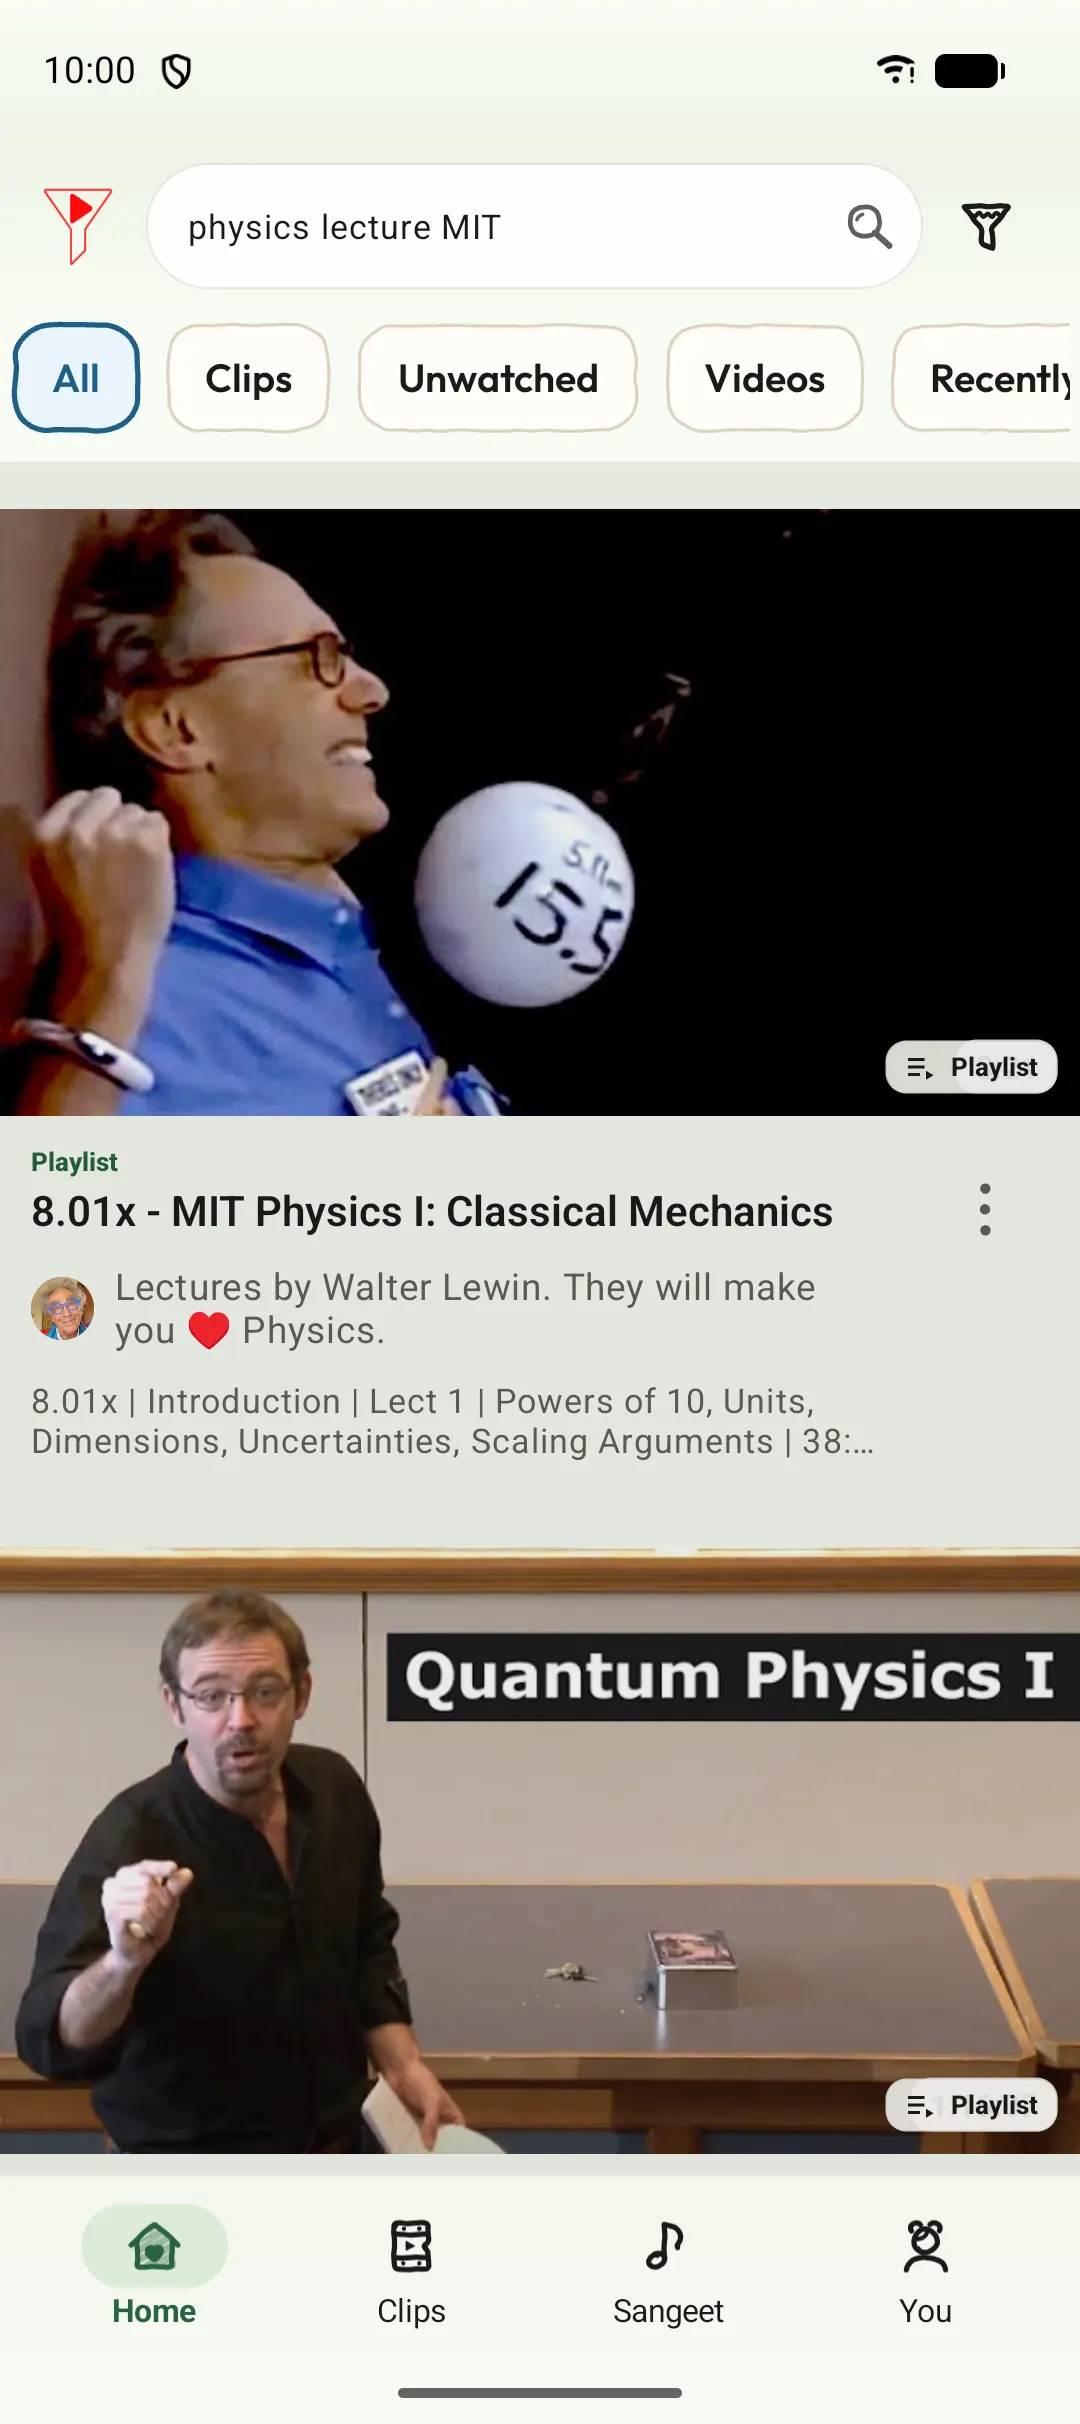 10:00
physics lecture MIT
All
Clips
Unwatched
Videos
Recently
15.5
Playlist
Playlist
8.01x - MIT Physics I: Classical Mechanics
Lectures by Walter Lewin. They will make
you ❤ Physics.
8.01x | Introduction | Lect 1 | Powers of 10, Units,
Dimensions, Uncertainties, Scaling Arguments | 38:...
Quantum Physics I
Playlist
Home
Clips
Sangeet
You